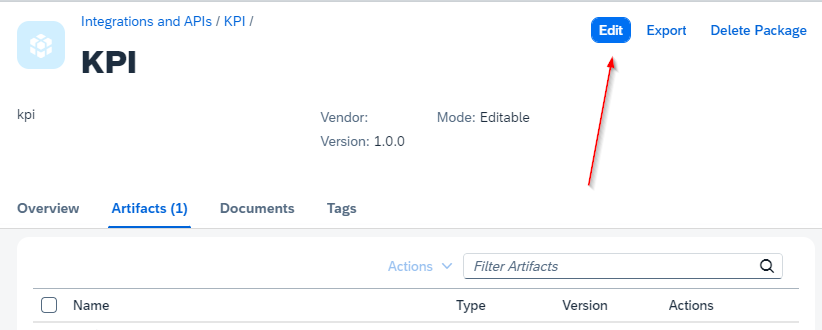 Integrations and APIs / KPI /
Edit Export Delete Package
KPI
kpi
Vendor:
Mode: Editable
Version: 1.0.0
Overview Artifacts (1) Documents Tags
Actions Filter Artifacts
Name Type Version Actions